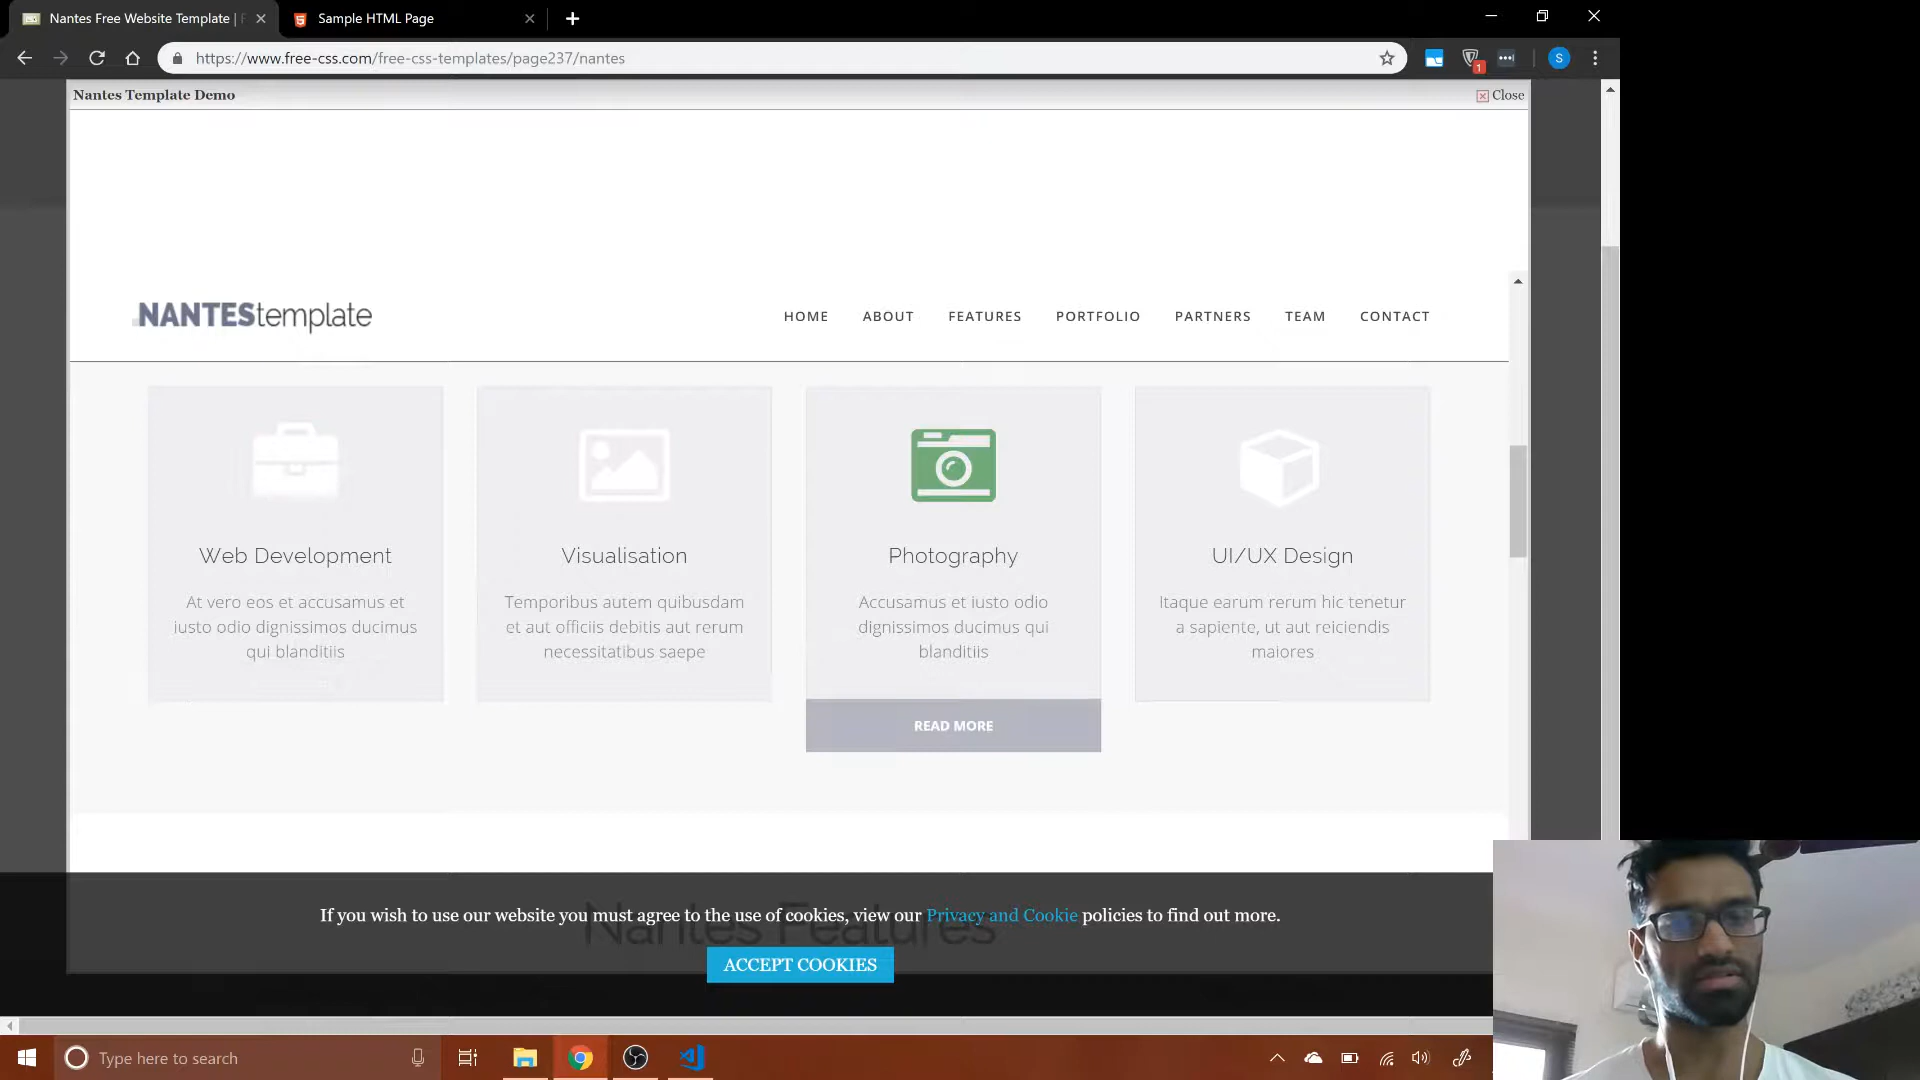 Nantes Free Website Template | F
Sample HTML Page
https://www.free-css.com/free-css-templates/page237/nantes
1
S
Nantes Template Demo
Close
NANTEStemplate
HOME ABOUT FEATURES PORTFOLIO PARTNERS TEAM CONTACT
Web Development
At vero eos et accusamus et
iusto odio dignissimos ducimus
qui blanditiis
Visualisation
Temporibus autem quibusdam
et aut officiis debitis aut rerum
necessitatibus saepe
Photography
Accusamus et iusto odio
dignissimos ducimus qui
blanditiis
READ MORE
UI/UX Design
Itaque earum rerum hic tenetur
a sapiente, ut aut reiciendis
maiores
Nantes Features
If you wish to use our website you must agree to the use of cookies, view our Privacy and Cookie policies to find out more.
ACCEPT COOKIES
Type here to search